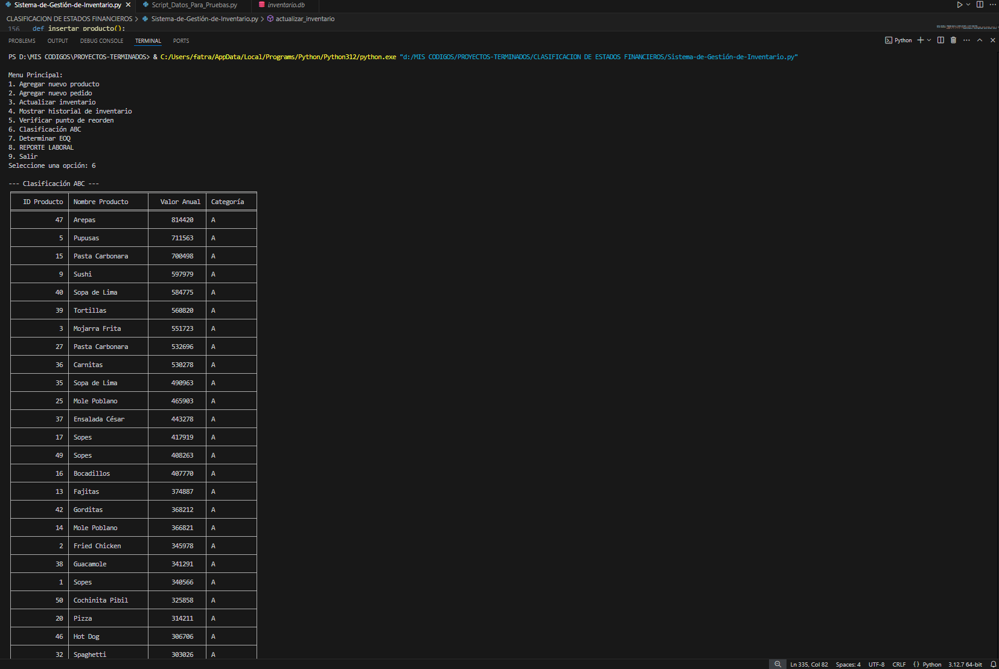 Sistema-de-Gestión-de-Inventario.py
Script_Datos_Para_Pruebas.py
inventario.db
CLASIFICACION DE ESTADOS FINANCIEROS > Sistema-de-Gestión-de-Inventario.py > actualizar_inventario
156 def insertar_producto():
PROBLEMS OUTPUT DEBUG CONSOLE TERMINAL PORTS
Python
PS D:\MIS CODIGOS\PROYECTOS-TERMINADOS> & C:/Users/fatra/AppData/Local/Programs/Python/Python312/python.exe "d:/MIS CODIGOS/PROYECTOS-TERMINADOS/CLASIFICACION DE ESTADOS FINANCIEROS/Sistema-de-Gestión-de-Inventario.py"
Menu Principal:
1. Agregar nuevo producto
2. Agregar nuevo pedido
3. Actualizar inventario
4. Mostrar historial de inventario
5. Verificar punto de reorden
6. Clasificación ABC
7. Determinar EOQ
8. REPORTE LABORAL
9. Salir
Seleccione una opción: 6
--- Clasificación ABC ---
ID Producto Nombre Producto Valor Anual Categoría
47 Arepas 814420 A
5 Pupusas 711563 A
15 Pasta Carbonara 700498 A
9 Sushi 597979 A
40 Sopa de Lima 584775 A
39 Tortillas 560820 A
3 Mojarra Frita 551723 A
27 Pasta Carbonara 532696 A
36 Carnitas 530278 A
35 Sopa de Lima 490963 A
25 Mole Poblano 465903 A
37 Ensalada César 443278 A
17 Sopes 417919 A
49 Sopes 408263 A
16 Bocadillos 407770 A
13 Fajitas 374887 A
42 Gorditas 368212 A
14 Mole Poblano 366821 A
2 Fried Chicken 345978 A
38 Guacamole 341291 A
1 Sopes 340566 A
50 Cochinita Pibil 325858 A
20 Pizza 314211 A
46 Hot Dog 306706 A
32 Spaghetti 303026 A
Ln 335, Col 82 Spaces: 4 UTF-8 CRLF {} Python 3.12.7 64-bit